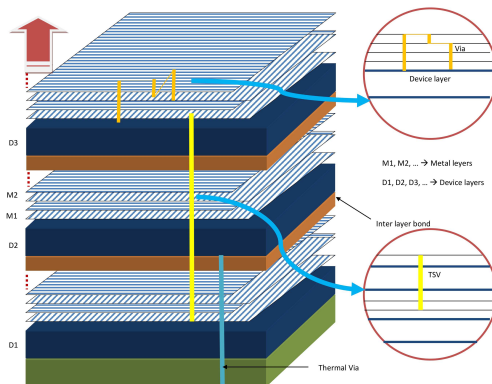 Via
Device layer
D3
M1, M2, ... → Metal leyers
D1, D2, D3, ... → Device layers
M2
M1
Inter layer bond
D2
TSV
D1
Thermal Via